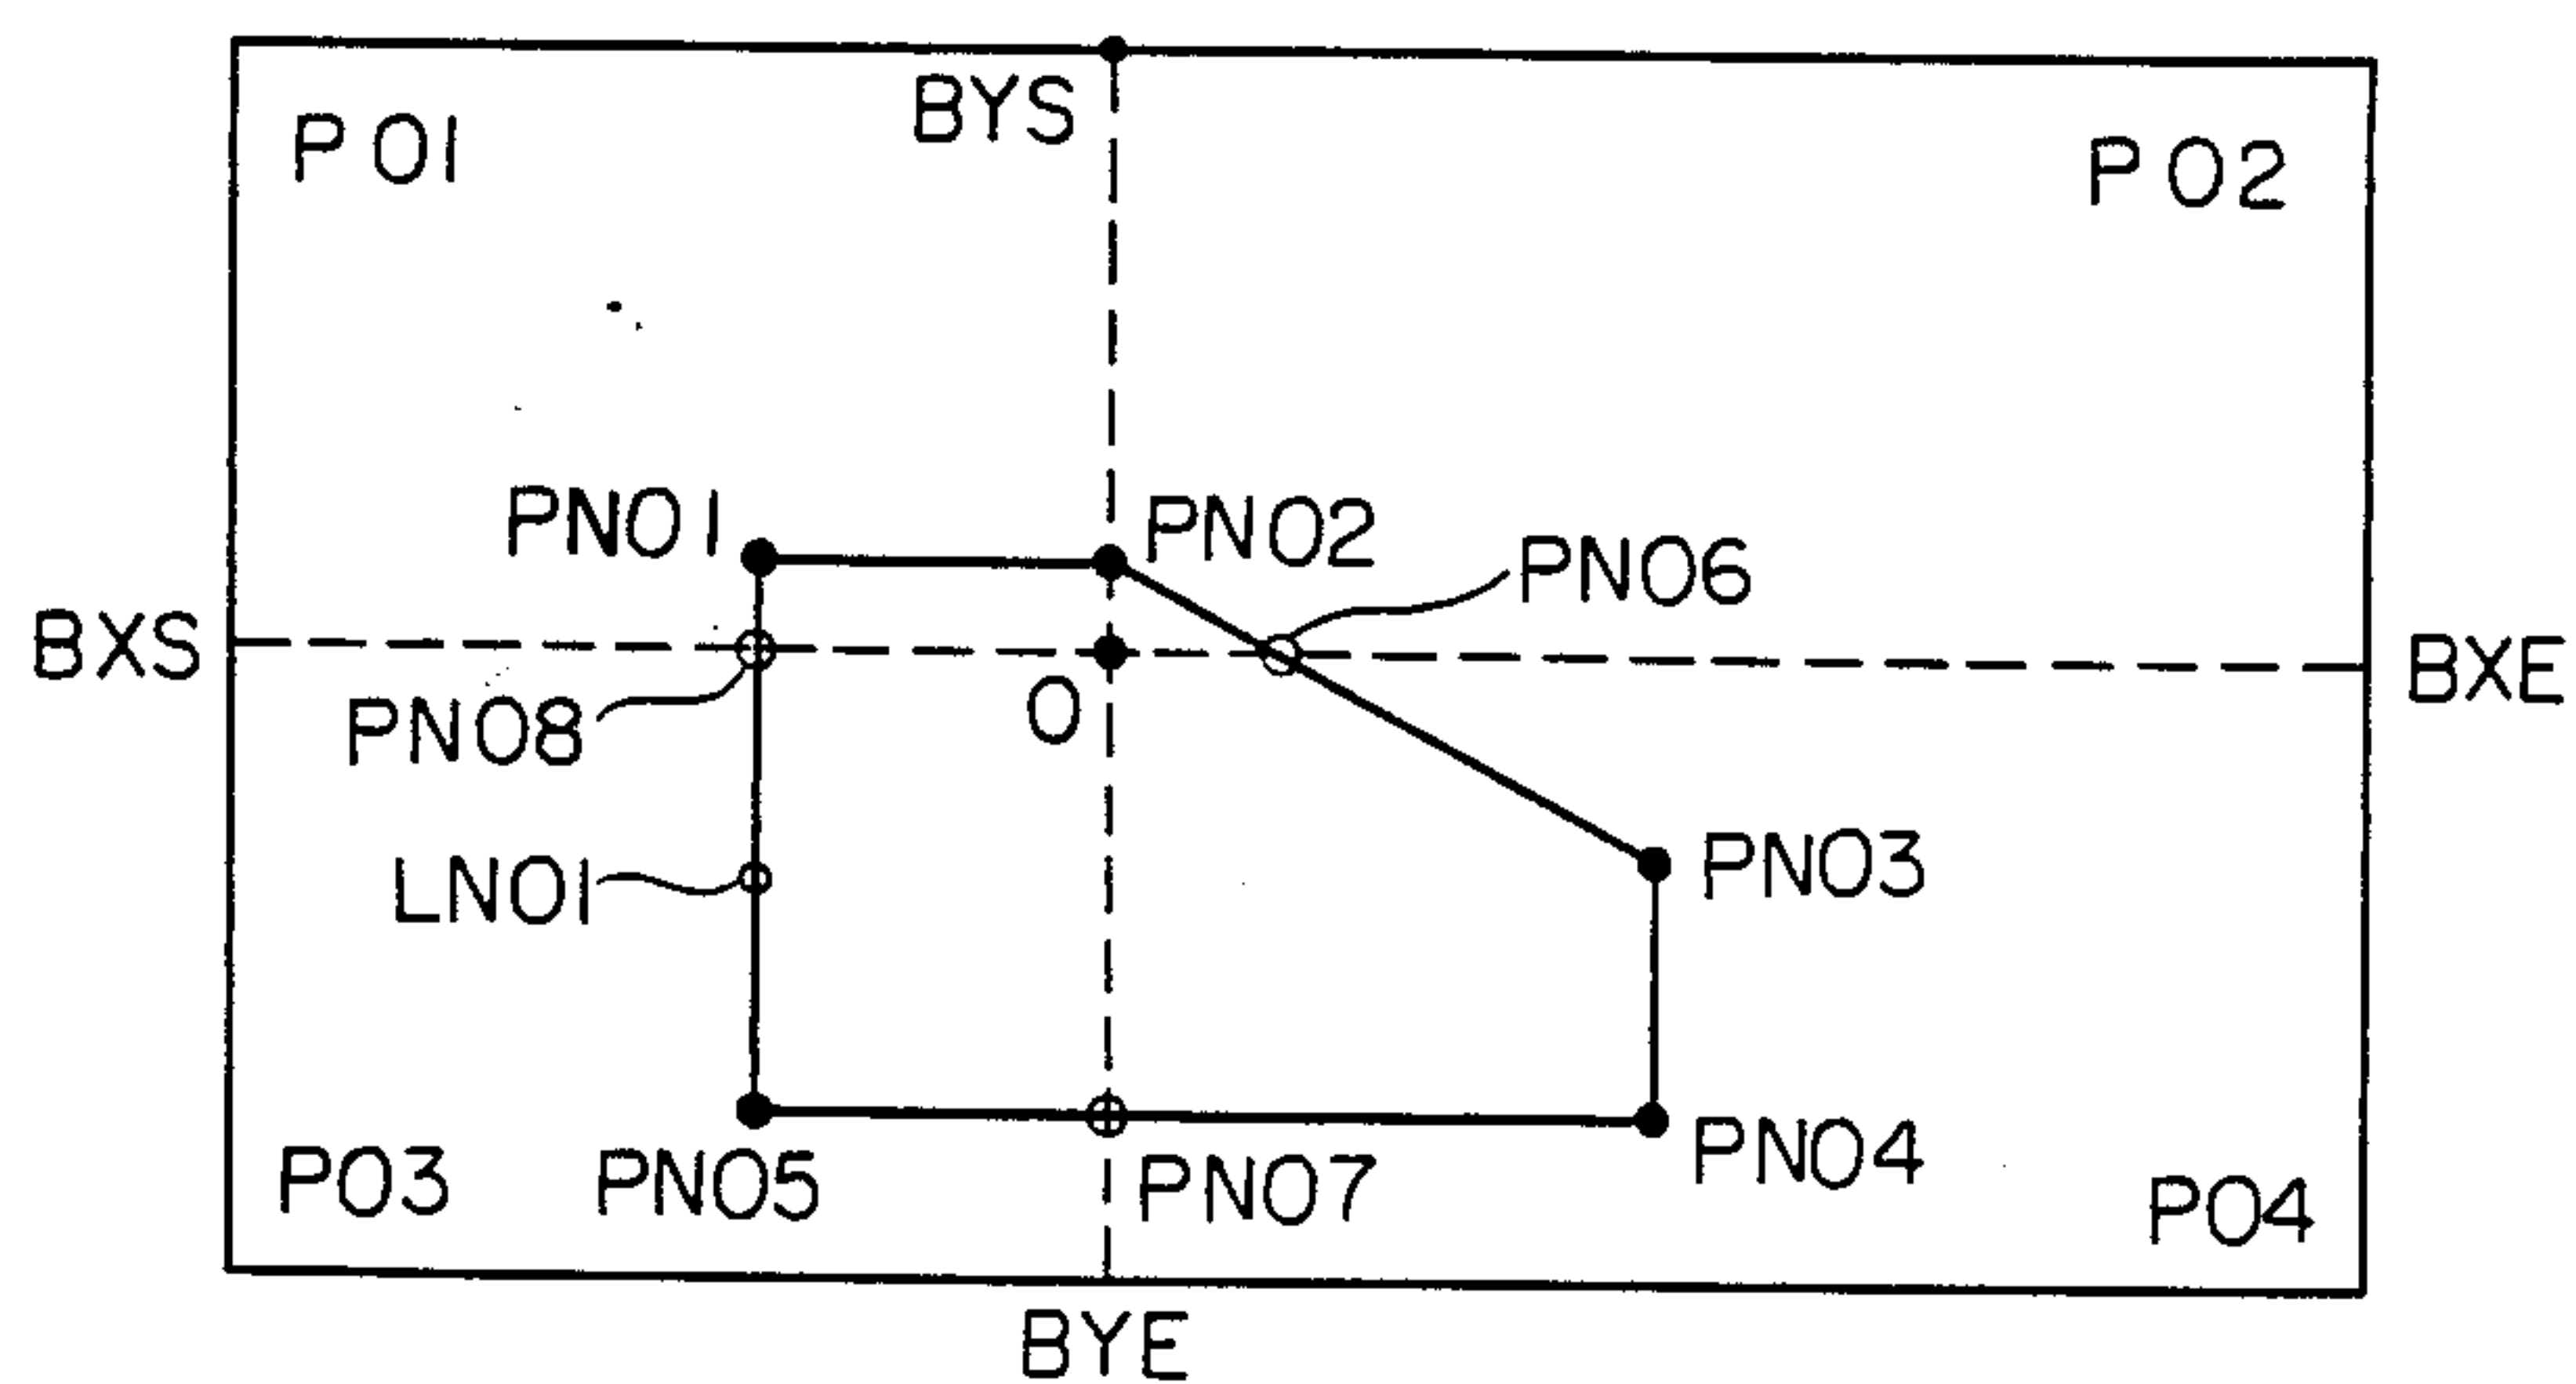 P01
BYS
P02
PN01
PN02
PN06
BXS
BXE
PN08
O
LN01
PN03
P03
PN05
PN07
PN04
P04
BYE